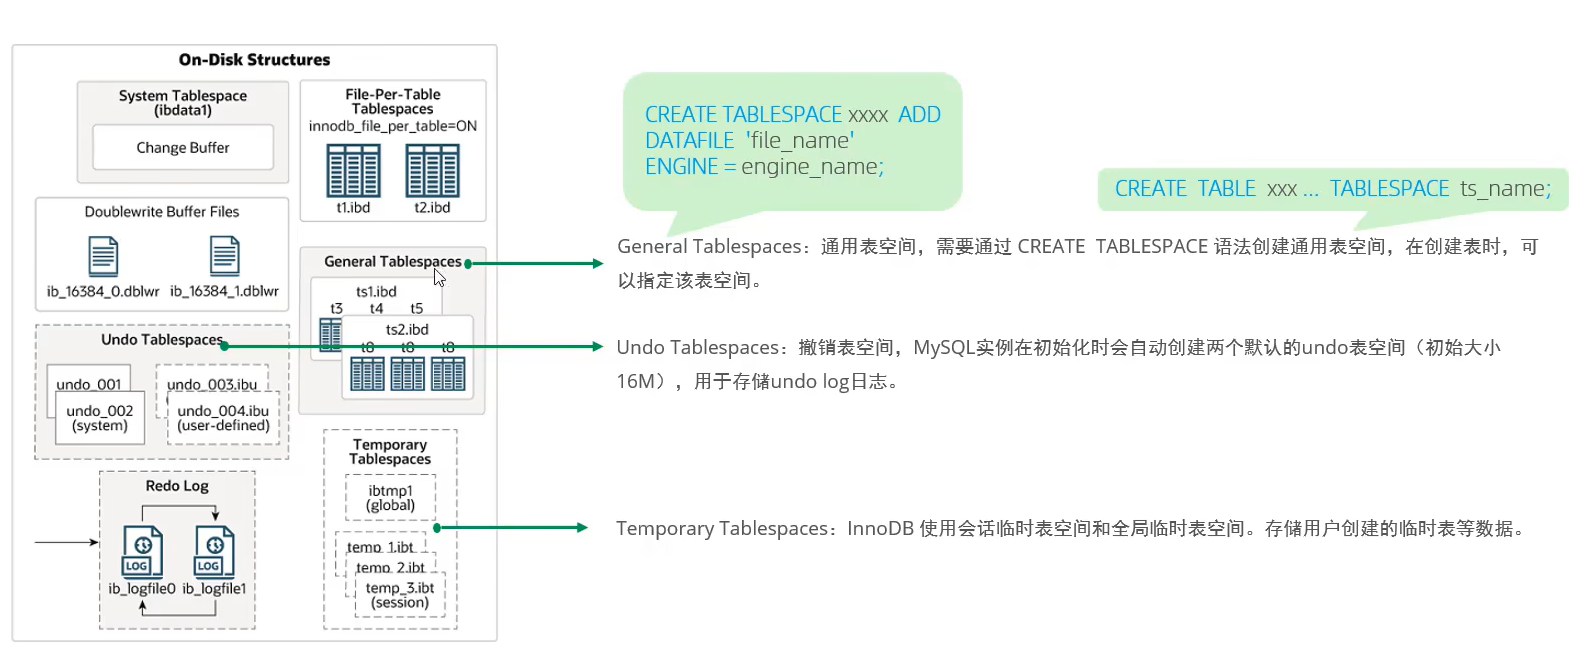 On-Disk Structures
System Tablespace
(ibdata1)
Change Buffer
File-Per-Table
Tablespaces
innodb_file_per_table=ON
t1.ibd
t2.ibd
Doublewrite Buffer Files
ib_16384_0.dblwr
ib_16384_1.dblwr
General Tablespaces
ts1.ibd
t3 t4 t5
ts2.ibd
t8 t8 t8
Undo Tablespaces
undo_001
undo_002
(system)
undo_003.ibu
undo_004.ibu
(user-defined)
Temporary
Tablespaces
ibtmp1
(global)
temp_1.ibt
temp_2.ibt
temp_3.ibt
(session)
Redo Log
LOG
LOG
ib_logfile0
ib_logfile1
CREATE TABLESPACE xxxx ADD
DATAFILE 'file_name'
ENGINE = engine_name;
CREATE TABLE xxx ... TABLESPACE ts_name;
General Tablespaces：通用表空间，需要通过 CREATE TABLESPACE 语法创建通用表空间，在创建表时，可
以指定该表空间。
Undo Tablespaces：撤销表空间，MySQL实例在初始化时会自动创建两个默认的undo表空间（初始大小
16M），用于存储undo log日志。
Temporary Tablespaces：InnoDB 使用会话临时表空间和全局临时表空间。存储用户创建的临时表等数据。